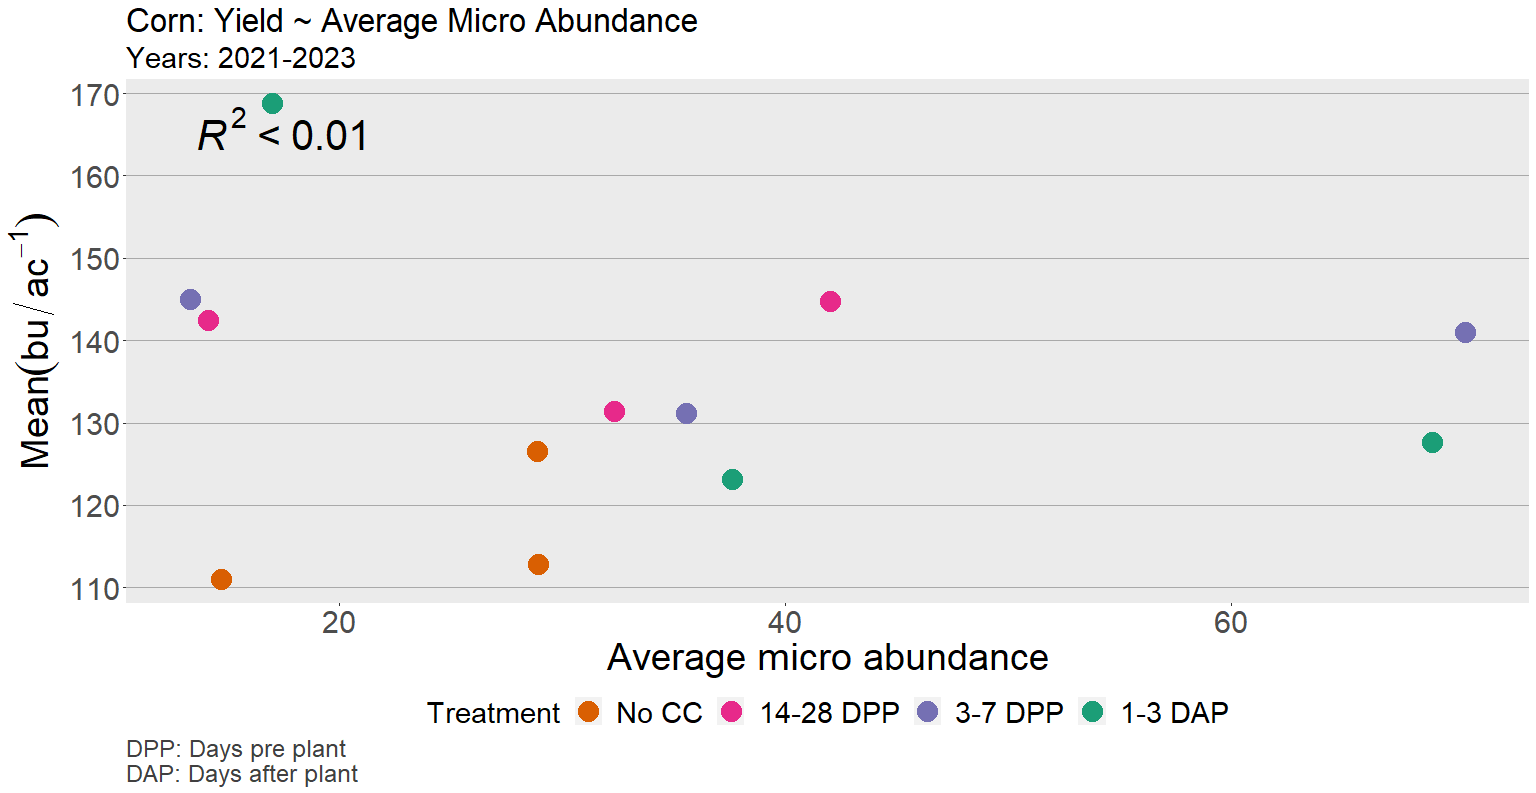 Corn: Yield ~ Average Micro Abundance
Years: 2021-2023
170
160
150
140
130
120
110
R² < 0.01
Mean(bu/ac⁻¹)
20 40 60
Average micro abundance
Treatment No CC 14-28 DPP 3-7 DPP 1-3 DAP
DPP: Days pre plant
DAP: Days after plant